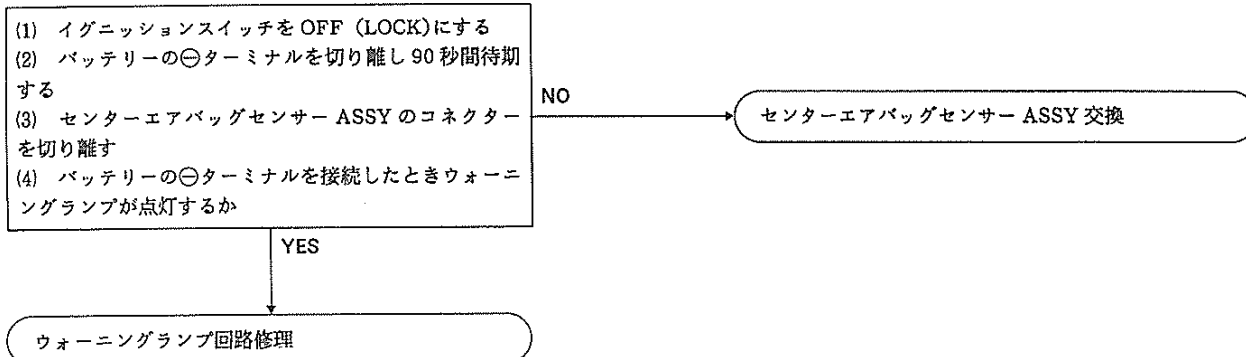 (1) イグニッションスイッチを OFF (LOCK)にする
(2) バッテリーの⊖ターミナルを切り離し 90 秒間待期
する
(3) センターエアバッグセンサー ASSY のコネクター
を切り離す
(4) バッテリーの⊖ターミナルを接続したときウォーニ
ングランプが点灯するか
NO
センターエアバッグセンサー ASSY 交換
YES
ウォーニングランプ回路修理